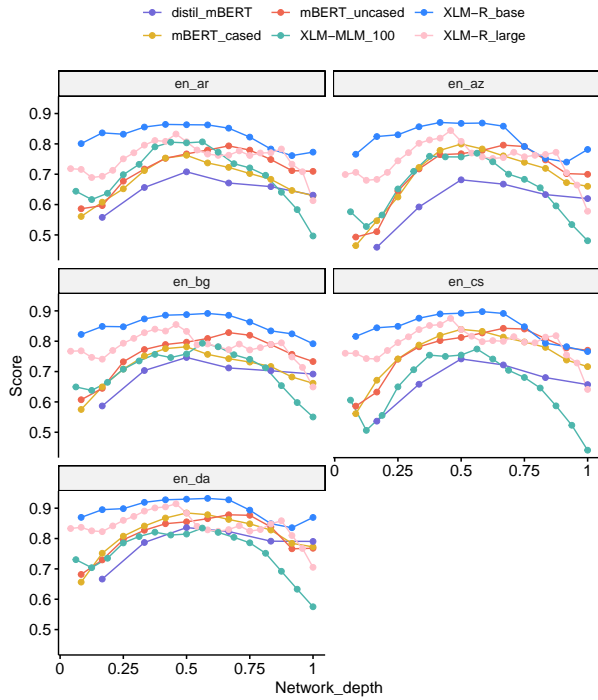 distil_mBERT mBERT_uncased XLM−R_base
mBERT_cased XLM−MLM_100 XLM−R_large
en_ar en_az
0.9
0.8
0.7
0.6
0.5
en_bg en_cs
0.9
0.8
0.7
0.6
0.5
0 0.25 0.5 0.75 1
en_da
0.9
0.8
0.7
0.6
0.5
0 0.25 0.5 0.75 1
Score
Network_depth